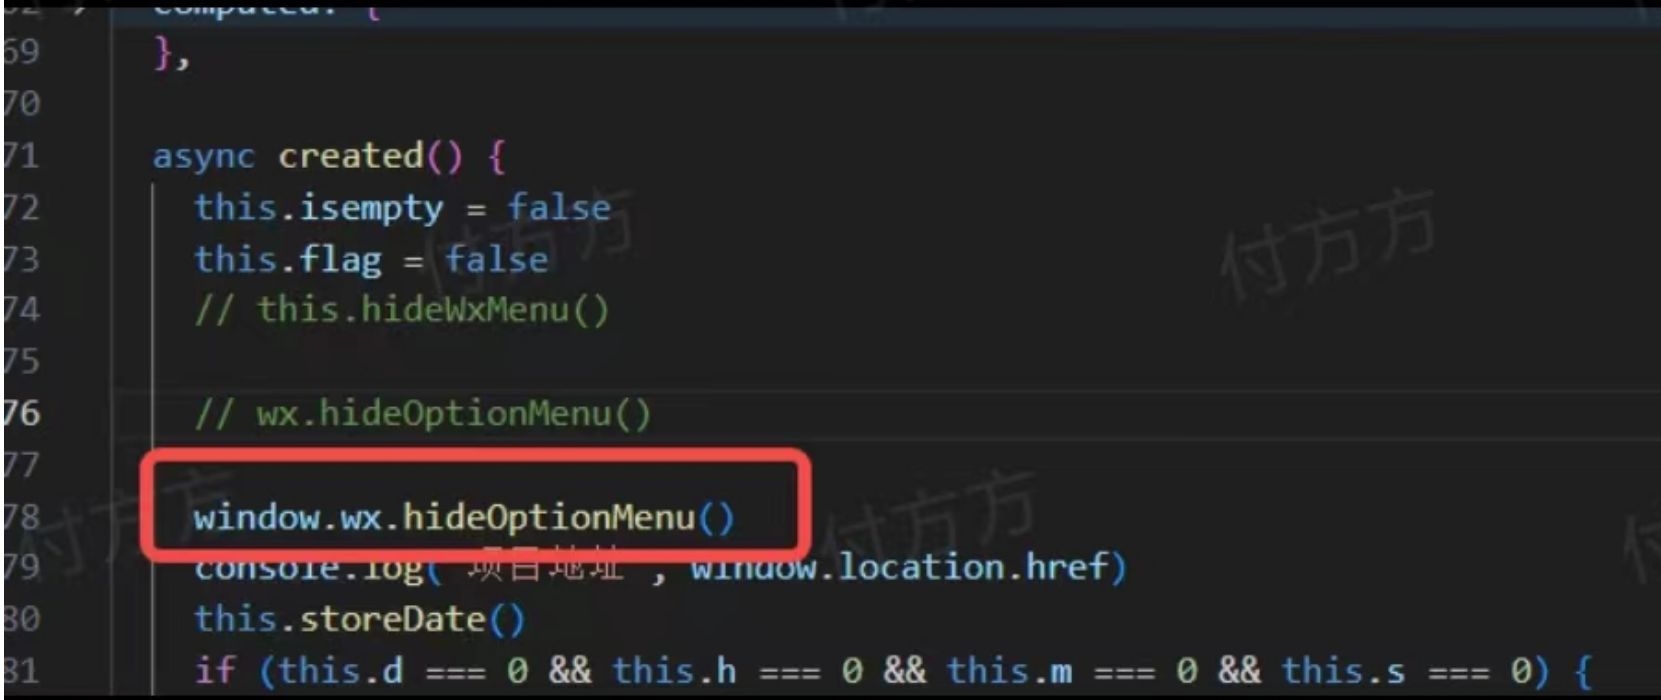 computed: {
69 },
70
71 async created() {
72 this.isempty = false
73 this.flag = false
74 // this.hideWxMenu()
75
76 // wx.hideOptionMenu()
77
78 window.wx.hideOptionMenu()
79 console.log( 项目地址 , window.location.href)
80 this.storeDate()
81 if (this.d === 0 && this.h === 0 && this.m === 0 && this.s === 0) {
付方方
付方方
付方方
付方方
付